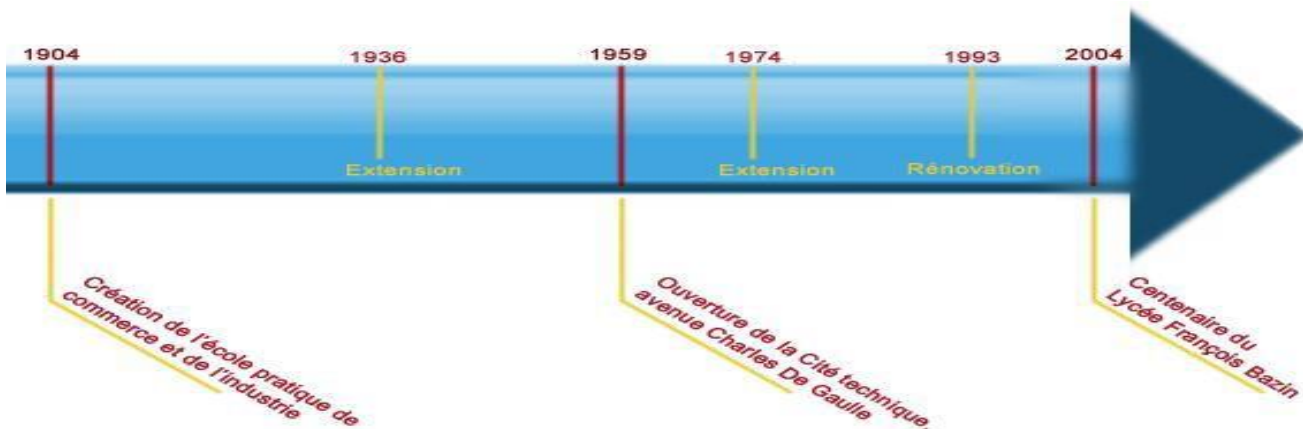 1904
1936
1959
1974
1993
2004
Extension
Extension
Rénovation
Création de l'école pratique de
commerce et de l'industrie
Ouverture de la Cité technique,
avenue Charles De Gaulle
Centenaire du
Lycée François Bazin